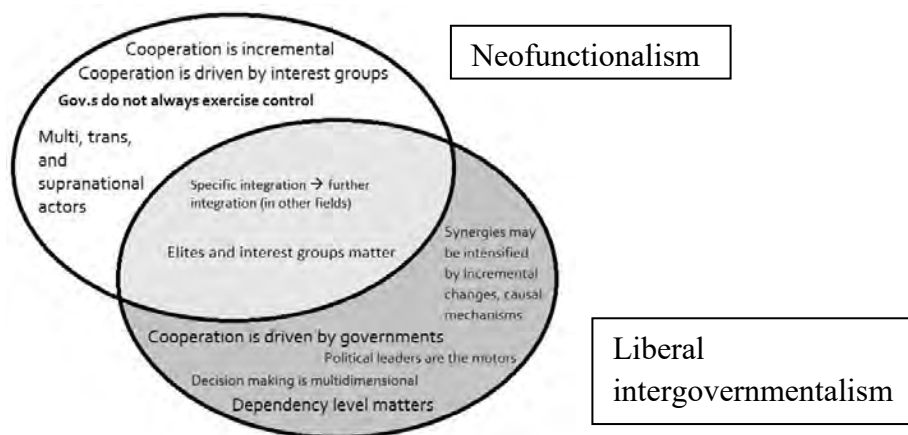 Cooperation is incremental
Cooperation is driven by interest groups
Gov.s do not always exercise control
Multi, trans,
and
supranational
actors
Neofunctionalism
Specific integration → further
integration (in other fields)
Elites and interest groups matter
Synergies may
be intensified
by incremental
changes, causal
mechanisms
Cooperation is driven by governments
Political leaders are the motors
Decision making is multidimensional
Dependency level matters
Liberal
intergovernmentalism